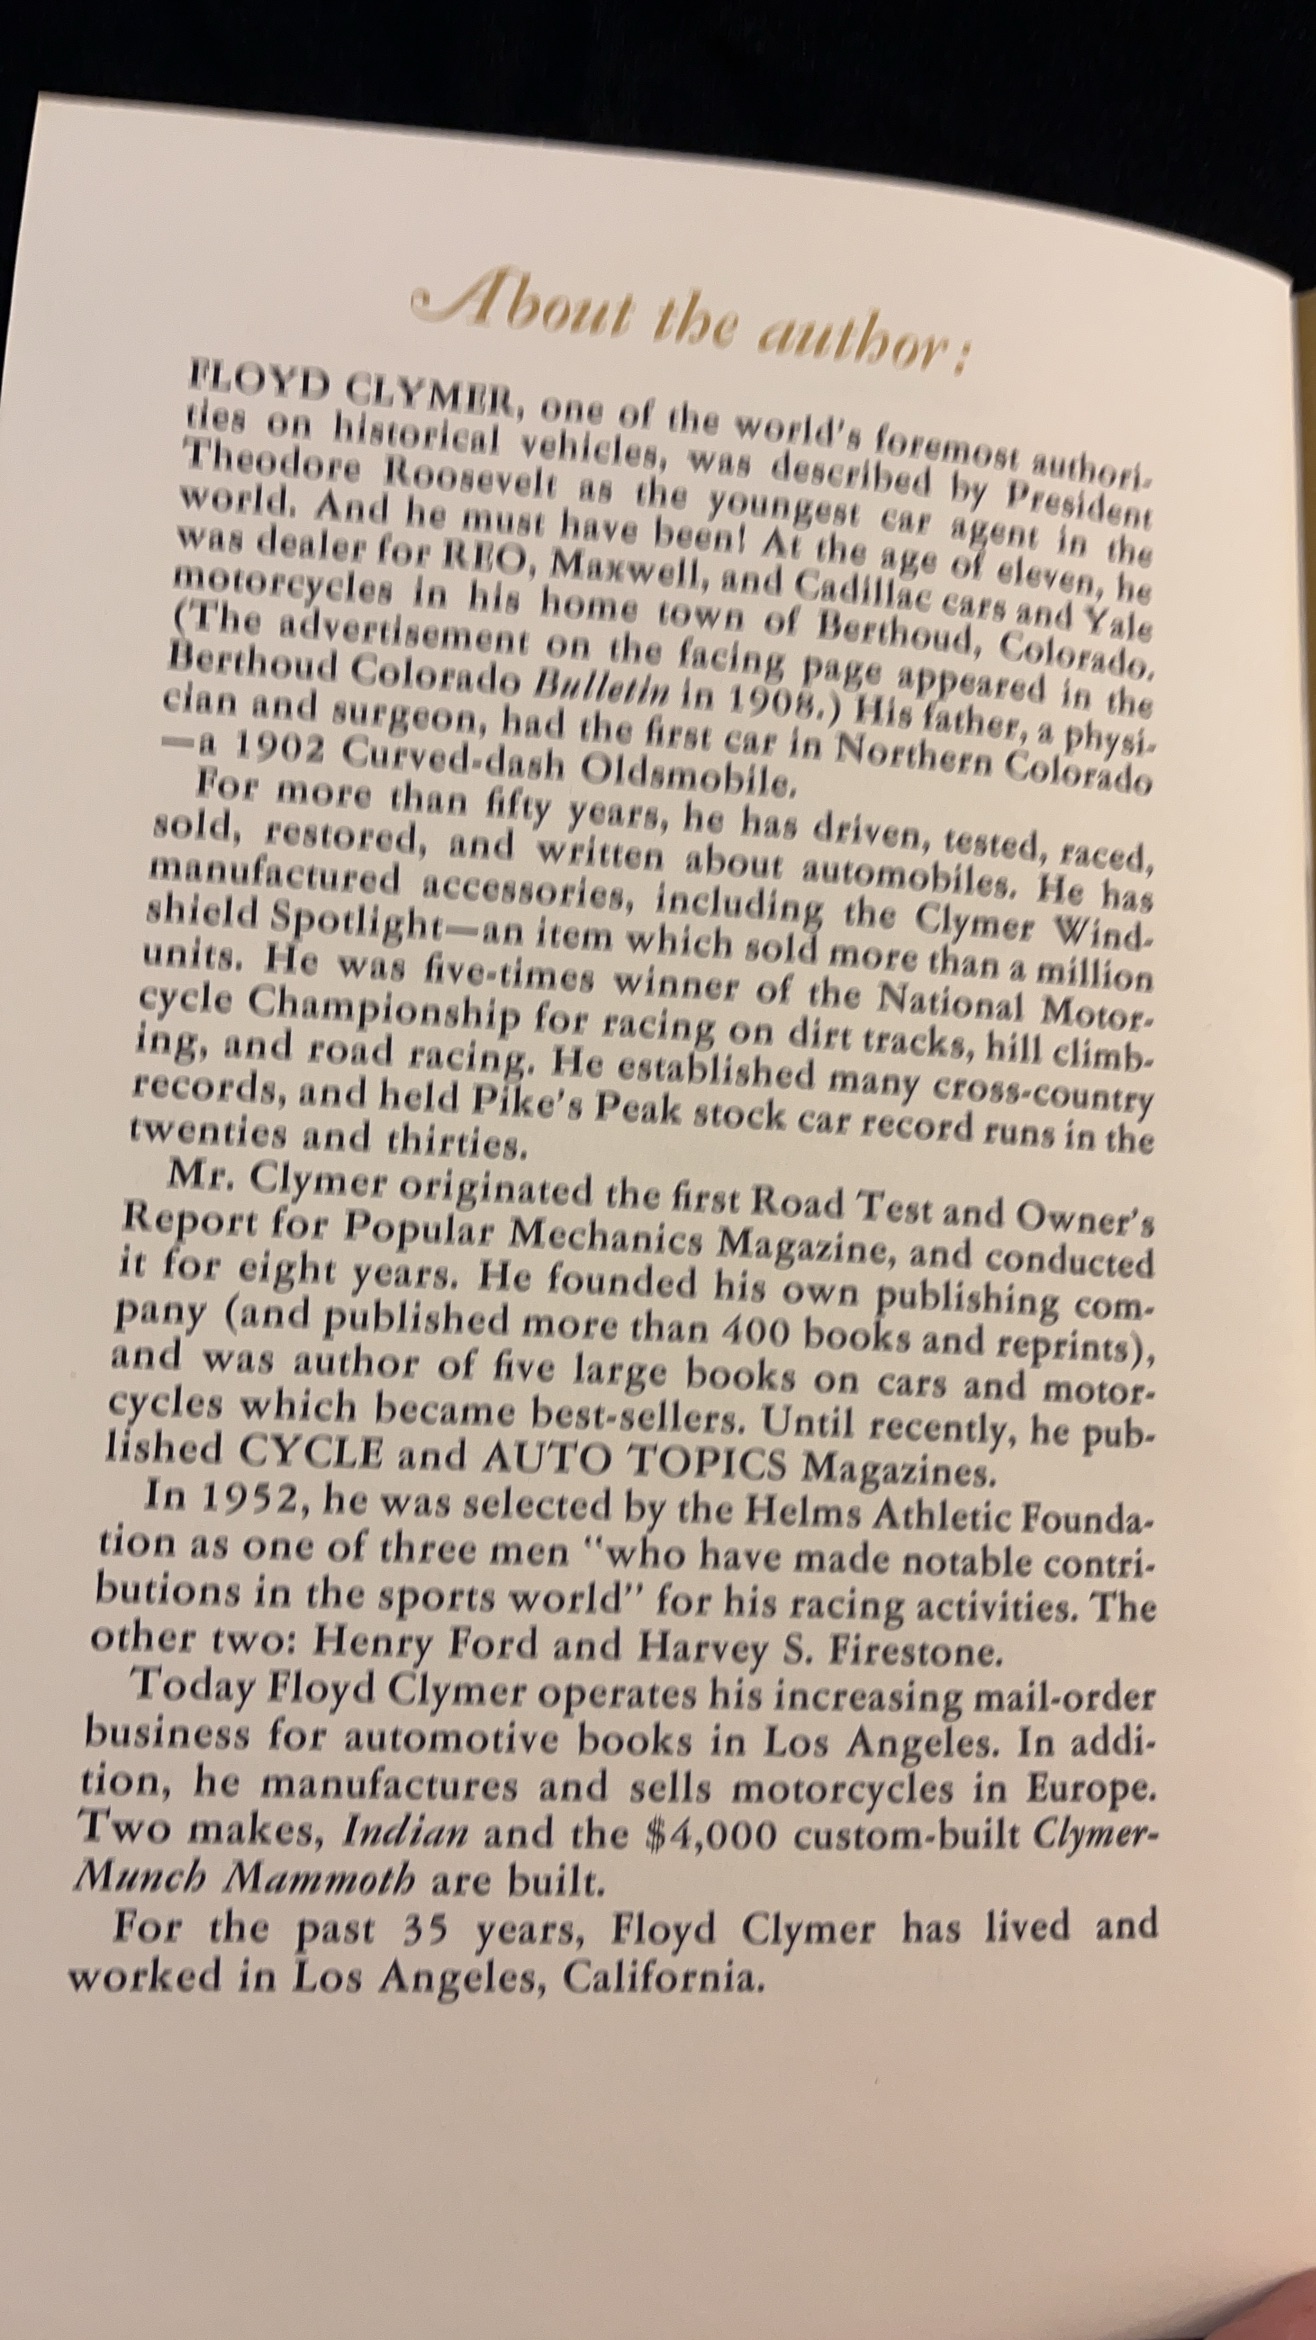 About the author:
FLOYD CLYMER, one of the world's foremost authori-
ties on historical vehicles, was described by President
Theodore Roosevelt as the youngest car agent in the
world. And he must have been! At the age of eleven, he
was dealer for REO, Maxwell, and Cadillac cars and Yale
motorcycles in his home town of Berthoud, Colorado.
(The advertisement on the facing page appeared in the
Berthoud Colorado Bulletin in 1908.) His father, a physi-
cian and surgeon, had the first car in Northern Colorado
—a 1902 Curved-dash Oldsmobile.
For more than fifty years, he has driven, tested, raced,
sold, restored, and written about automobiles. He has
manufactured accessories, including the Clymer Wind-
shield Spotlight—an item which sold more than a million
units. He was five-times winner of the National Motor-
cycle Championship for racing on dirt tracks, hill climb-
ing, and road racing. He established many cross-country
records, and held Pike's Peak stock car record runs in the
twenties and thirties.
Mr. Clymer originated the first Road Test and Owner's
Report for Popular Mechanics Magazine, and conducted
it for eight years. He founded his own publishing com-
pany (and published more than 400 books and reprints),
and was author of five large books on cars and motor-
cycles which became best-sellers. Until recently, he pub-
lished CYCLE and AUTO TOPICS Magazines.
In 1952, he was selected by the Helms Athletic Founda-
tion as one of three men "who have made notable contri-
butions in the sports world" for his racing activities. The
other two: Henry Ford and Harvey S. Firestone.
Today Floyd Clymer operates his increasing mail-order
business for automotive books in Los Angeles. In addi-
tion, he manufactures and sells motorcycles in Europe.
Two makes, Indian and the $4,000 custom-built Clymer-
Munch Mammoth are built.
For the past 35 years, Floyd Clymer has lived and
worked in Los Angeles, California.